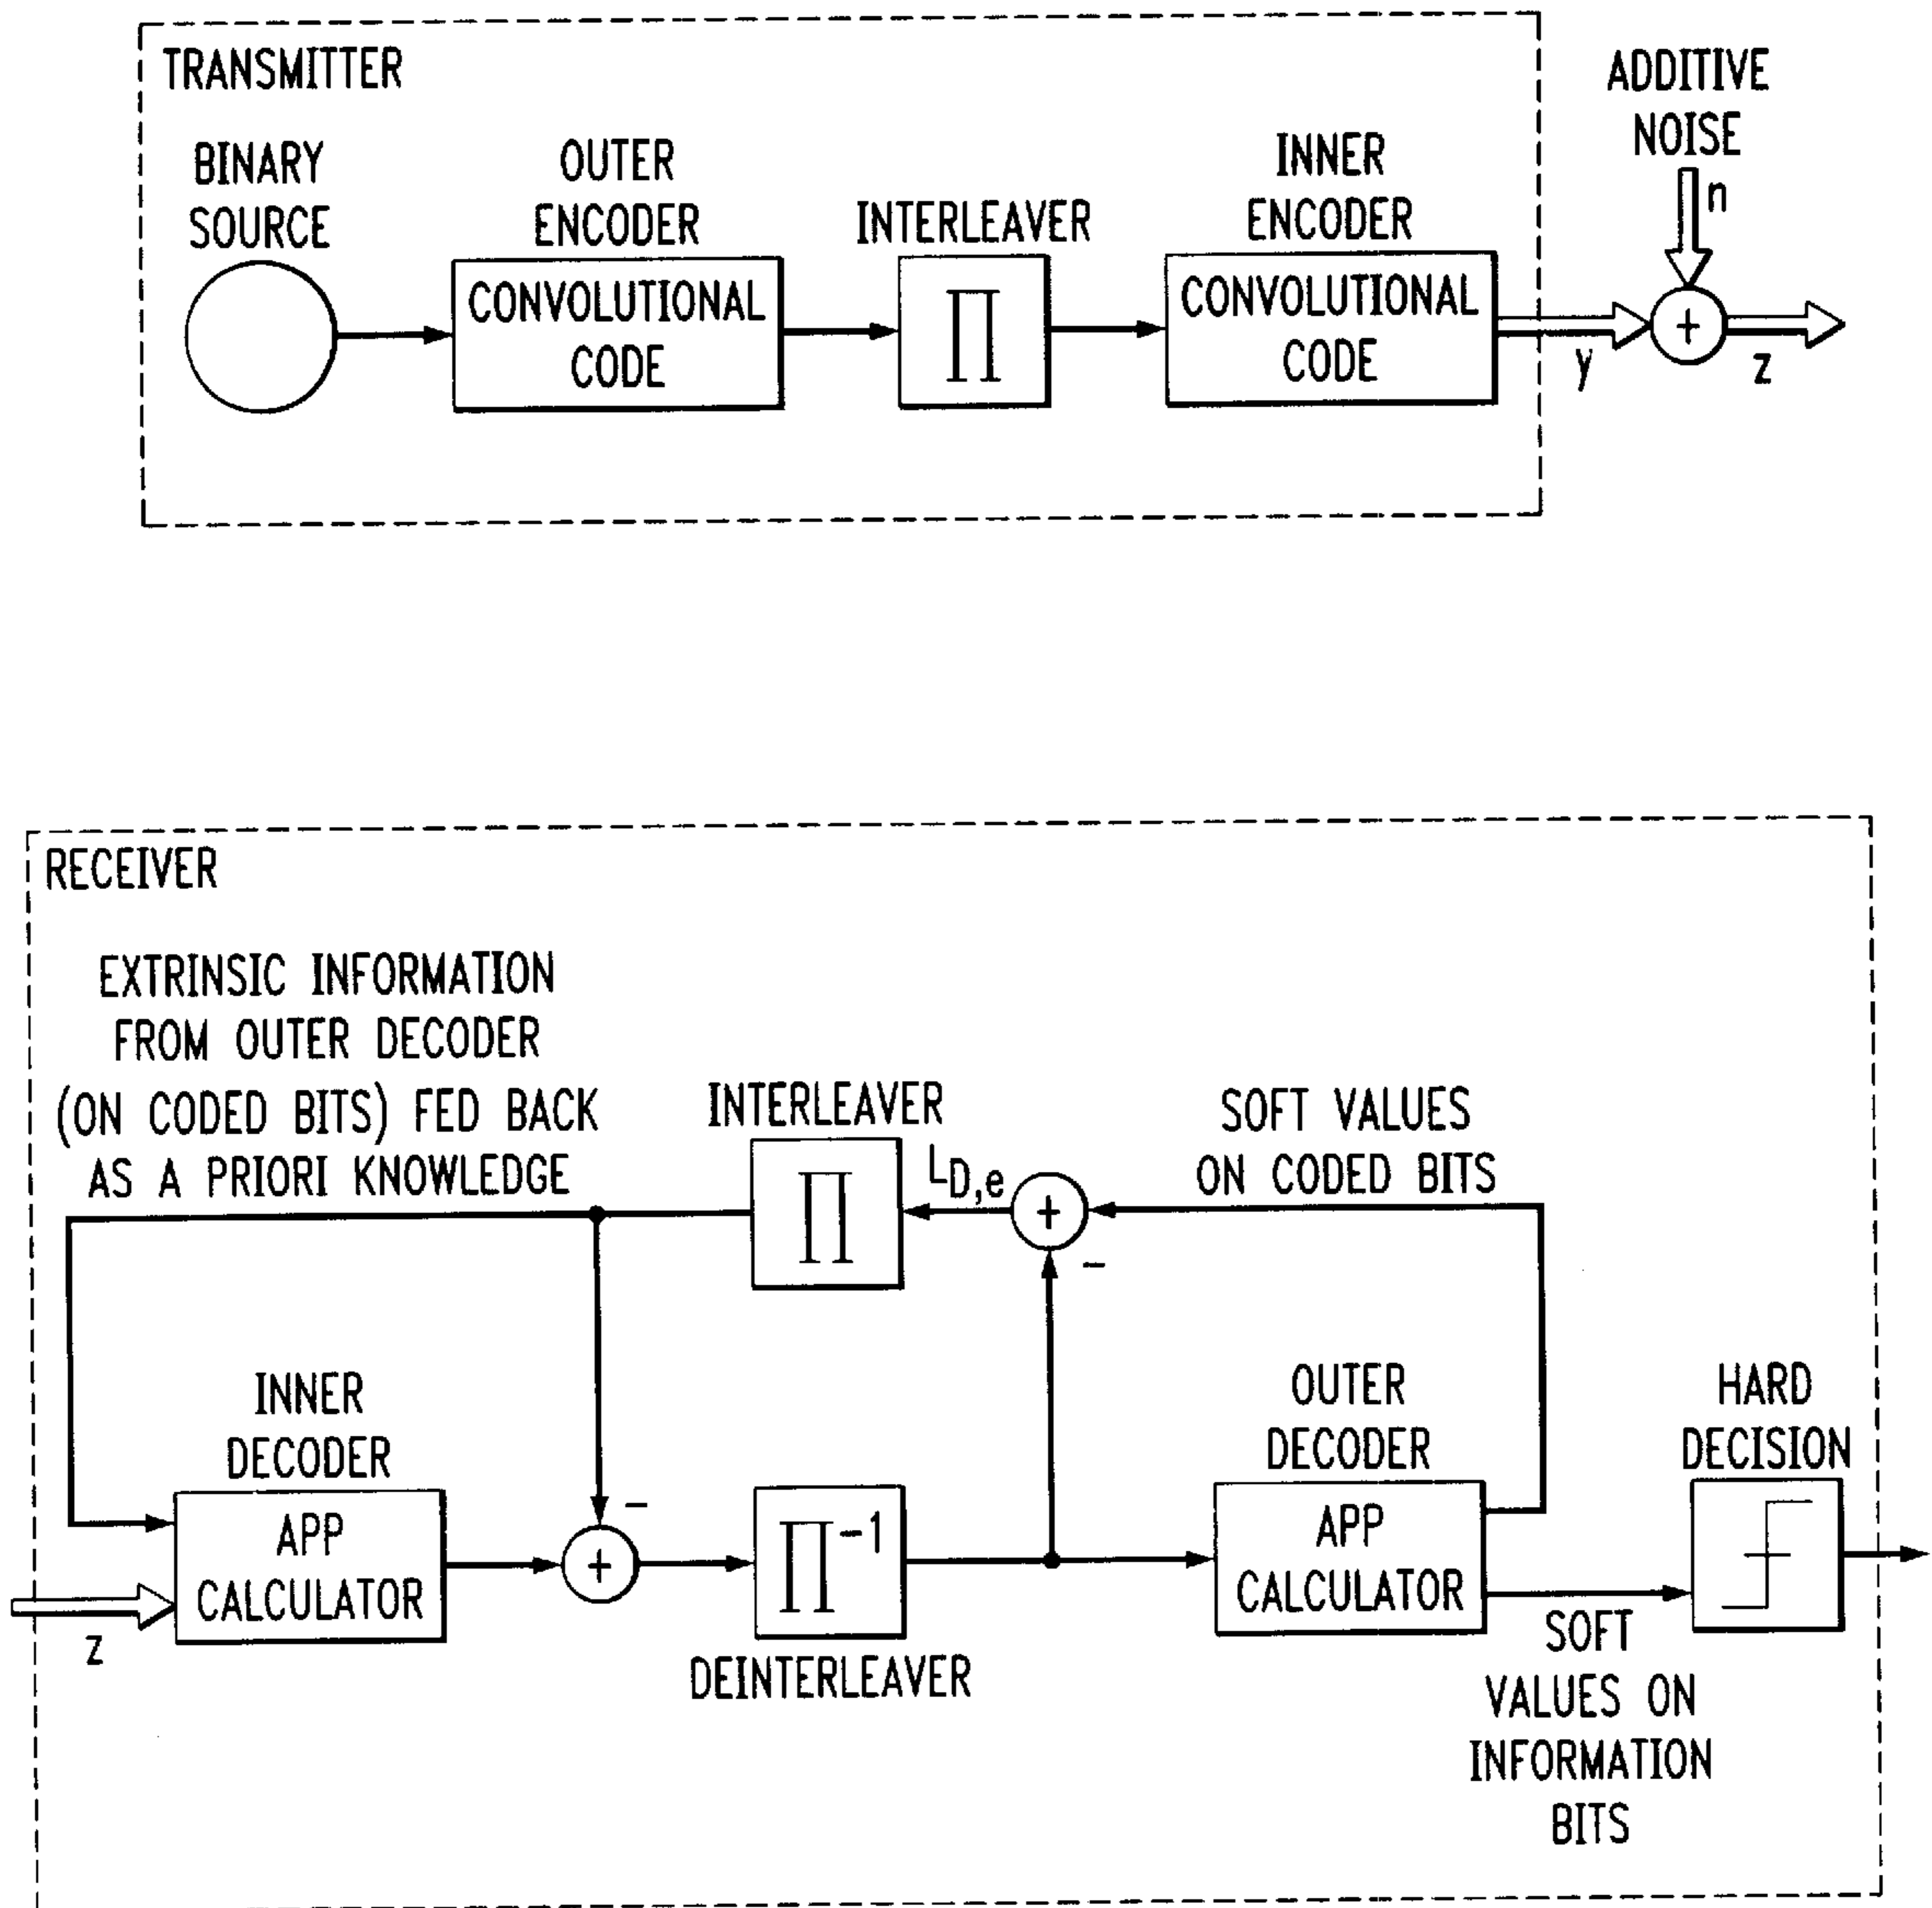 TRANSMITTER
BINARY
SOURCE
OUTER
ENCODER
CONVOLUTIONAL
CODE
INTERLEAVER
∏
INNER
ENCODER
CONVOLUTIONAL
CODE
ADDITIVE
NOISE
n
y
+
z
RECEIVER
EXTRINSIC INFORMATION
FROM OUTER DECODER
(ON CODED BITS) FED BACK
AS A PRIORI KNOWLEDGE
INTERLEAVER
∏
L_D,e
+
-
SOFT VALUES
ON CODED BITS
INNER
DECODER
APP
CALCULATOR
z
-
+
∏⁻¹
DEINTERLEAVER
OUTER
DECODER
APP
CALCULATOR
HARD
DECISION
SOFT
VALUES ON
INFORMATION
BITS